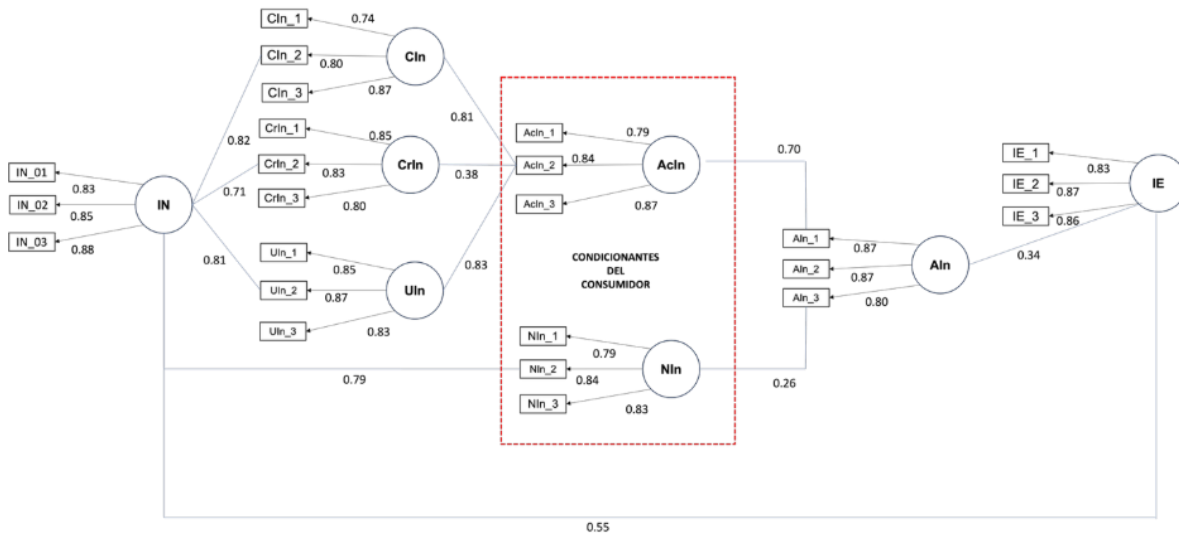 CIn_1
0.74
CIn_2
0.80
CIn
CIn_3
0.87
CrIn_1
0.85
CrIn_2
0.83
CrIn
CrIn_3
0.80
UIn_1
0.85
UIn_2
0.87
UIn
UIn_3
0.83
IN_01
0.83
IN_02
0.85
IN
IN_03
0.88
0.82
0.71
0.81
0.79
0.81
0.38
0.83
AcIn_1
0.79
AcIn_2
0.84
AcIn
AcIn_3
0.87
CONDICIONANTES
DEL
CONSUMIDOR
NIn_1
0.79
NIn_2
0.84
NIn
NIn_3
0.83
0.70
0.26
AIn_1
0.87
AIn_2
0.87
AIn
AIn_3
0.80
0.34
IE_1
0.83
IE_2
0.87
IE
IE_3
0.86
0.55